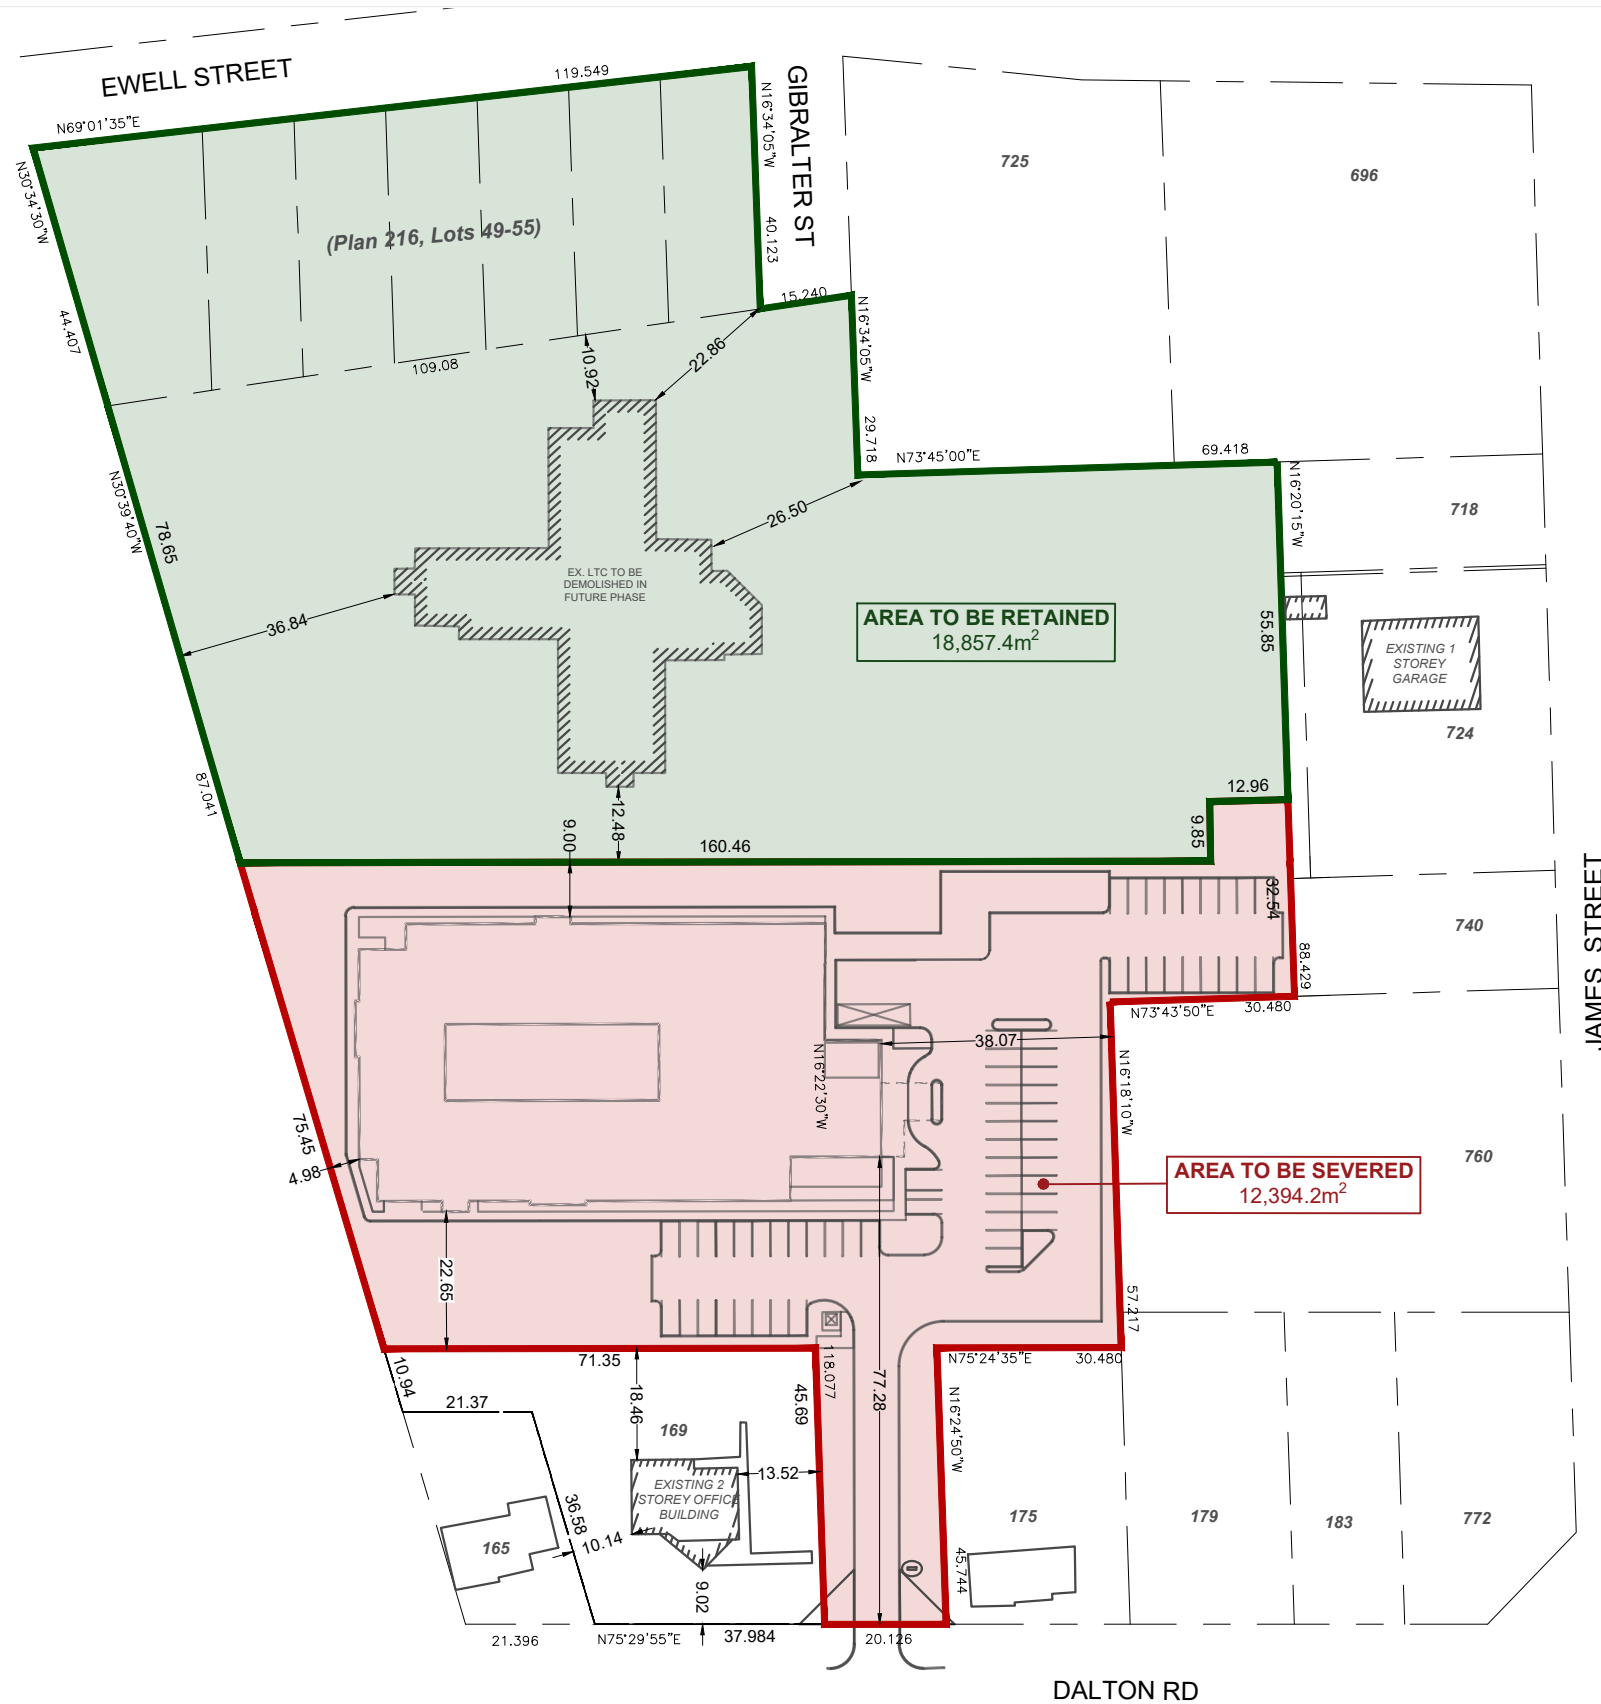 EWELL STREET
119.549
N69°01'35"E
N16°34'05"W
GIBRALTER ST
40.123
N30°34'30"W
44.407
(Plan 216, Lots 49-55)
725
696
15.240
N16°34'05"W
29.718
109.08
10.92
22.86
N73°45'00"E
69.418
N16°20'15"W
718
N30°39'40"W
78.65
26.50
EX. LTC TO BE
DEMOLISHED IN
FUTURE PHASE
36.84
AREA TO BE RETAINED
18,857.4m²
55.85
EXISTING 1
STOREY
GARAGE
724
87.041
12.48
9.00
160.46
12.96
9.85
JAMES STREET
32.54
740
88.429
N73°43'50"E
30.480
38.07
N16°22'30"W
N16°18'10"W
75.45
4.98
AREA TO BE SEVERED
12,394.2m²
760
22.65
57.217
71.35
118.077
77.28
N75°24'35"E
30.480
10.94
21.37
18.46
45.69
N16°24'50"W
169
13.52
EXISTING 2
STOREY OFFICE
BUILDING
36.58
10.14
165
175
179
183
772
45.744
9.02
21.396
N75°29'55"E
37.984
20.126
DALTON RD